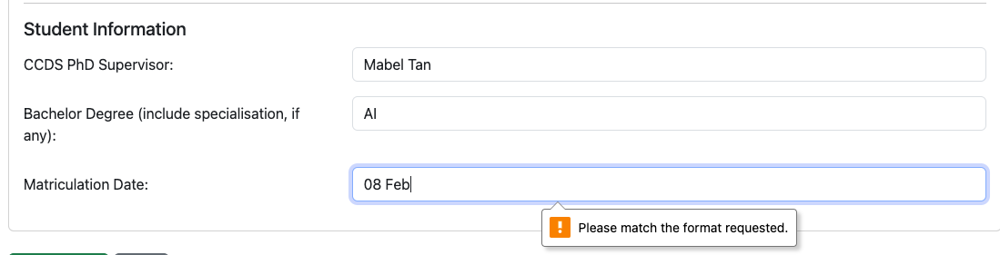 Student Information
CCDS PhD Supervisor:
Mabel Tan
Bachelor Degree (include specialisation, if
any):
AI
Matriculation Date:
08 Feb
Please match the format requested.